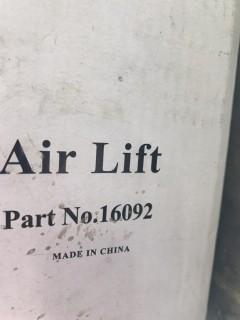 Air Lift
Part No.16092
MADE IN CHINA